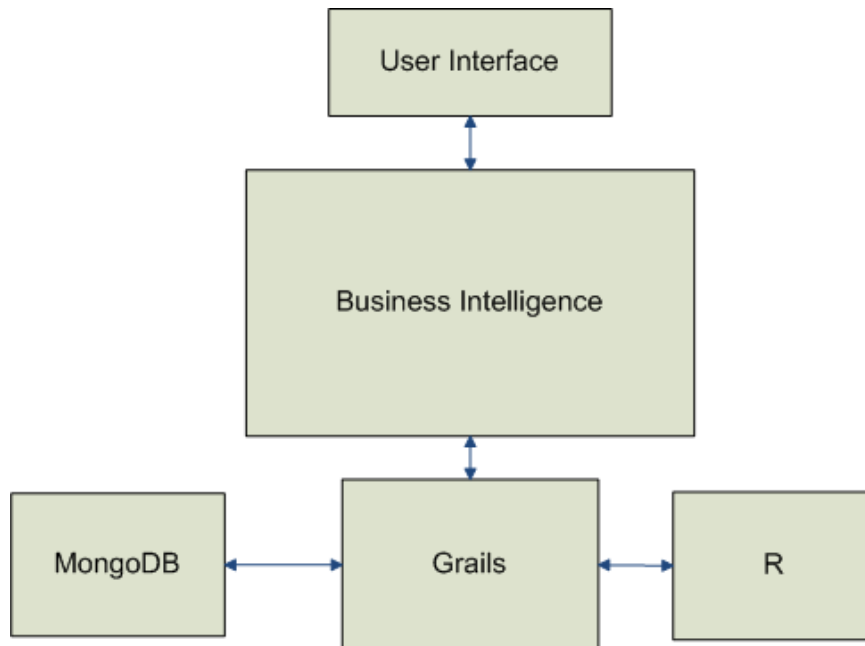 User Interface
Business Intelligence
MongoDB
Grails
R